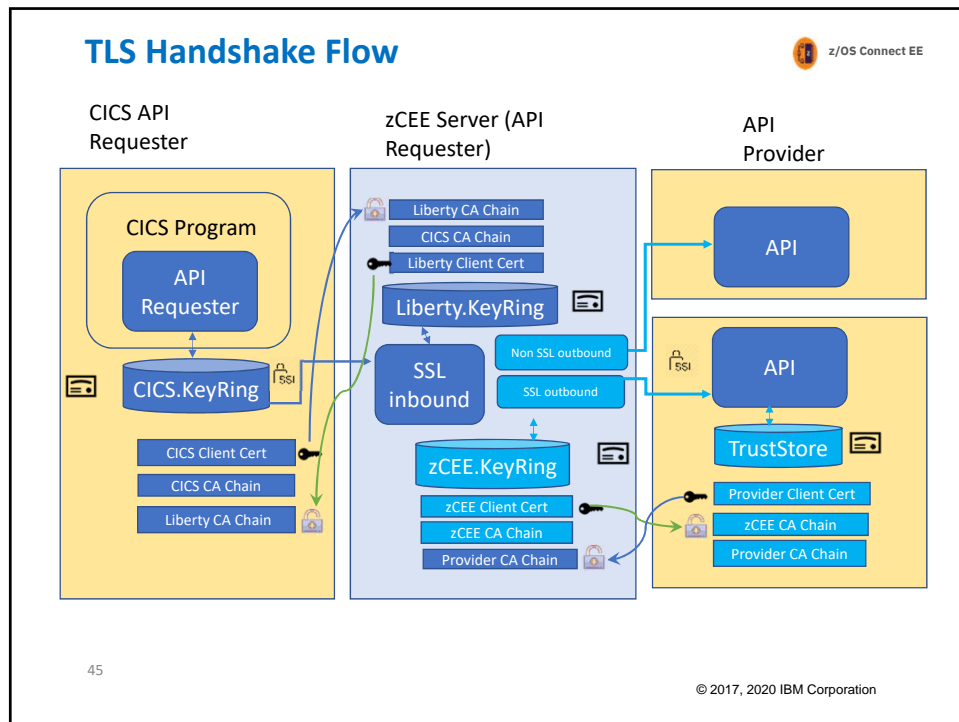 TLS Handshake Flow
z/OS Connect EE
CICS API
Requester
zCEE Server (API
Requester)
API
Provider
CICS Program
API
Requester
CICS.KeyRing
SSl
CICS Client Cert
CICS CA Chain
Liberty CA Chain
Liberty CA Chain
CICS CA Chain
Liberty Client Cert
Liberty.KeyRing
SSL
inbound
Non SSL outbound
SSL outbound
zCEE.KeyRing
zCEE Client Cert
zCEE CA Chain
Provider CA Chain
API
SSl
API
TrustStore
Provider Client Cert
zCEE CA Chain
Provider CA Chain
45
© 2017, 2020 IBM Corporation